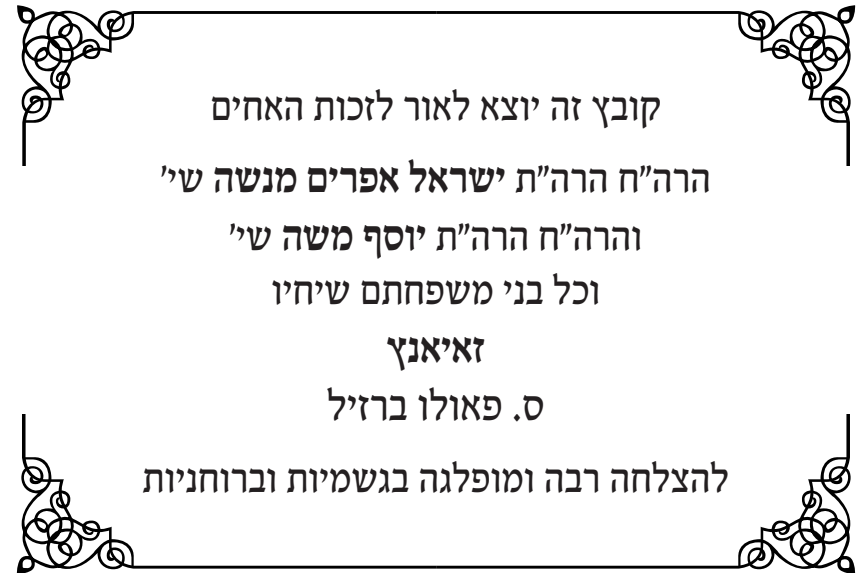 קובץ זה יוצא לאור לזכות האחים
הרה״ח הרה״ת ישראל אפרים מנשה שי׳
והרה״ח הרה״ת יוסף משה שי׳
וכל בני משפחתם שיחיו
זאיאנץ
ס. פאולו ברזיל
להצלחה רבה ומופלגה בגשמיות וברוחניות